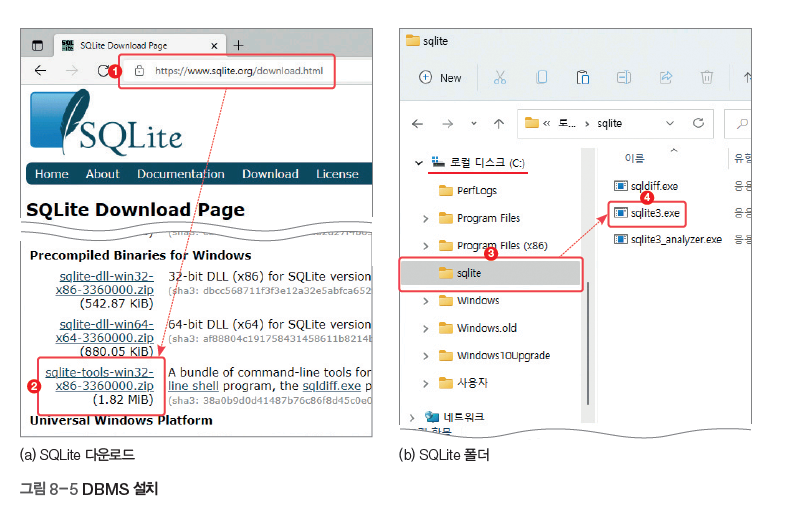 SQLite Download Page
1
https://www.sqlite.org/download.html
SQLite
Home About Documentation Download License
SQLite Download Page
Precompiled Binaries for Windows
sqlite-dll-win32-
x86-3360000.zip
(542.87 KiB)
32-bit DLL (x86) for SQLite version
(sha3: dbcc568711f3f3e12a32e5abfca652
sqlite-dll-win64-
x64-3360000.zip
(880.05 KiB)
64-bit DLL (x64) for SQLite version
(sha3: af88804c191758431458611b8214b
2
sqlite-tools-win32-
x86-3360000.zip
(1.82 MiB)
A bundle of command-line tools for
line shell program, the sqldiff.exe p
(sha3: 38a0b9d0d41487b76c86f8d45c0e0
Universal Windows Platform
(a) SQLite 다운로드
sqlite
New
« 로... › sqlite
로컬 디스크 (C:)
PerfLogs
Program Files
Program Files (x86)
3
sqlite
Windows
Windows.old
Windows10Upgrade
사용자
네트워크
이름 유형
sqldiff.exe 응용
4
sqlite3.exe 응용
sqlite3_analyzer.exe 응용
(b) SQLite 폴더
그림 8-5 DBMS 설치